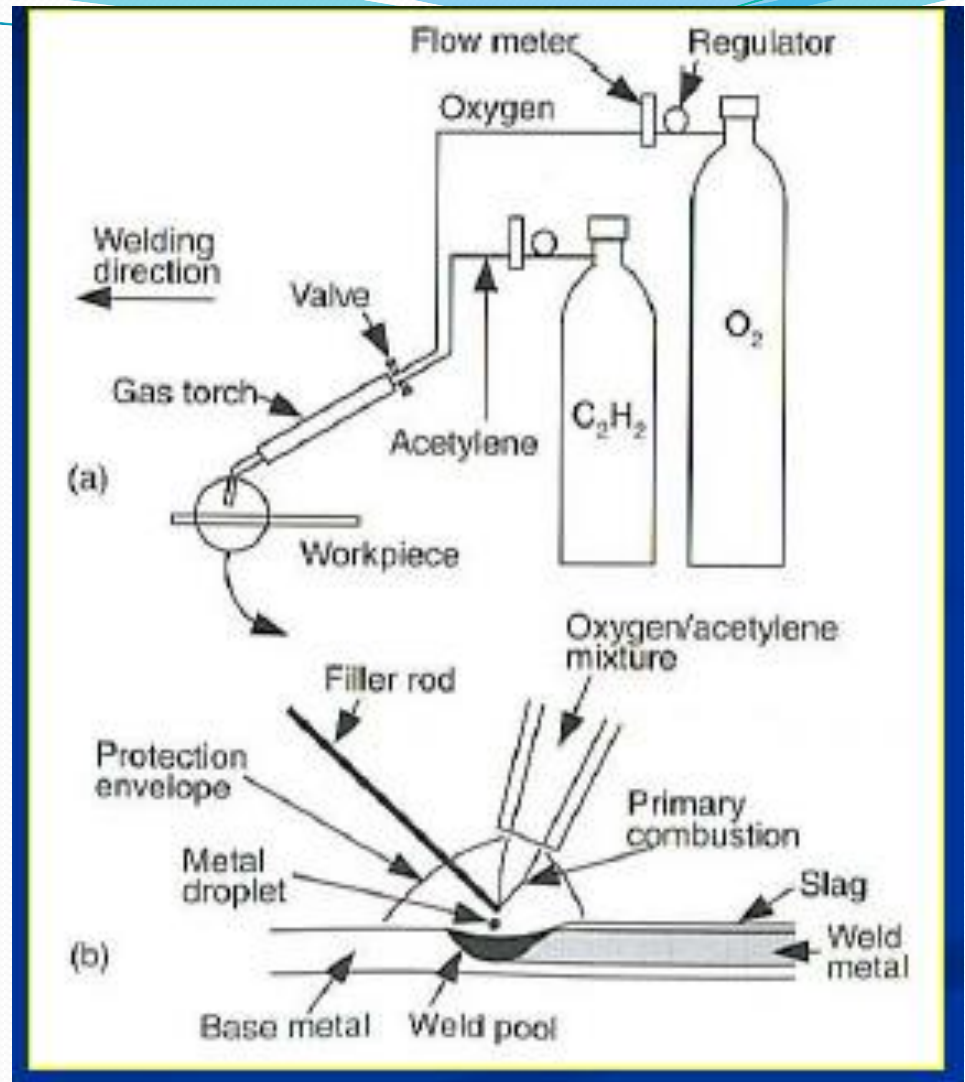 Flow meter
Regulator
Oxygen
Welding
direction
Valve
O₂
Gas torch
C₂H₂
Acetylene
(a)
Workpiece
Oxygen/acetylene
mixture
Filler rod
Protection
envelope
Primary
combustion
Metal
droplet
Slag
(b)
Weld
metal
Base metal
Weld pool